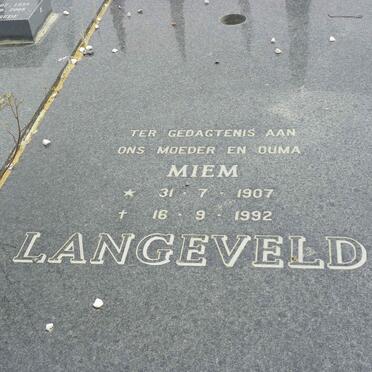 TER GEDAGTENIS AAN
ONS MOEDER EN OUMA
MIEM
★ 31 · 7 · 1907
† 16 · 9 · 1992
LANGEVELD